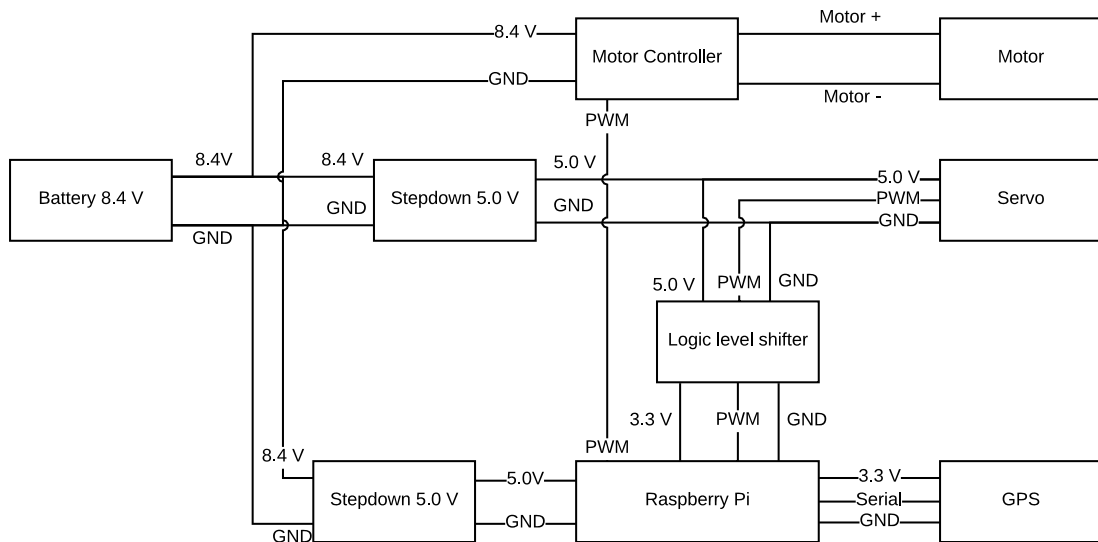 Motor +
8.4 V
Motor Controller
Motor
GND
Motor -
PWM
8.4V
8.4 V
5.0 V
5.0 V
Battery 8.4 V
Stepdown 5.0 V
PWM
Servo
GND
GND
GND
GND
5.0 V
PWM
GND
Logic level shifter
3.3 V
PWM
GND
PWM
8.4 V
5.0V
3.3 V
Stepdown 5.0 V
Raspberry Pi
Serial
GPS
GND
GND
GND